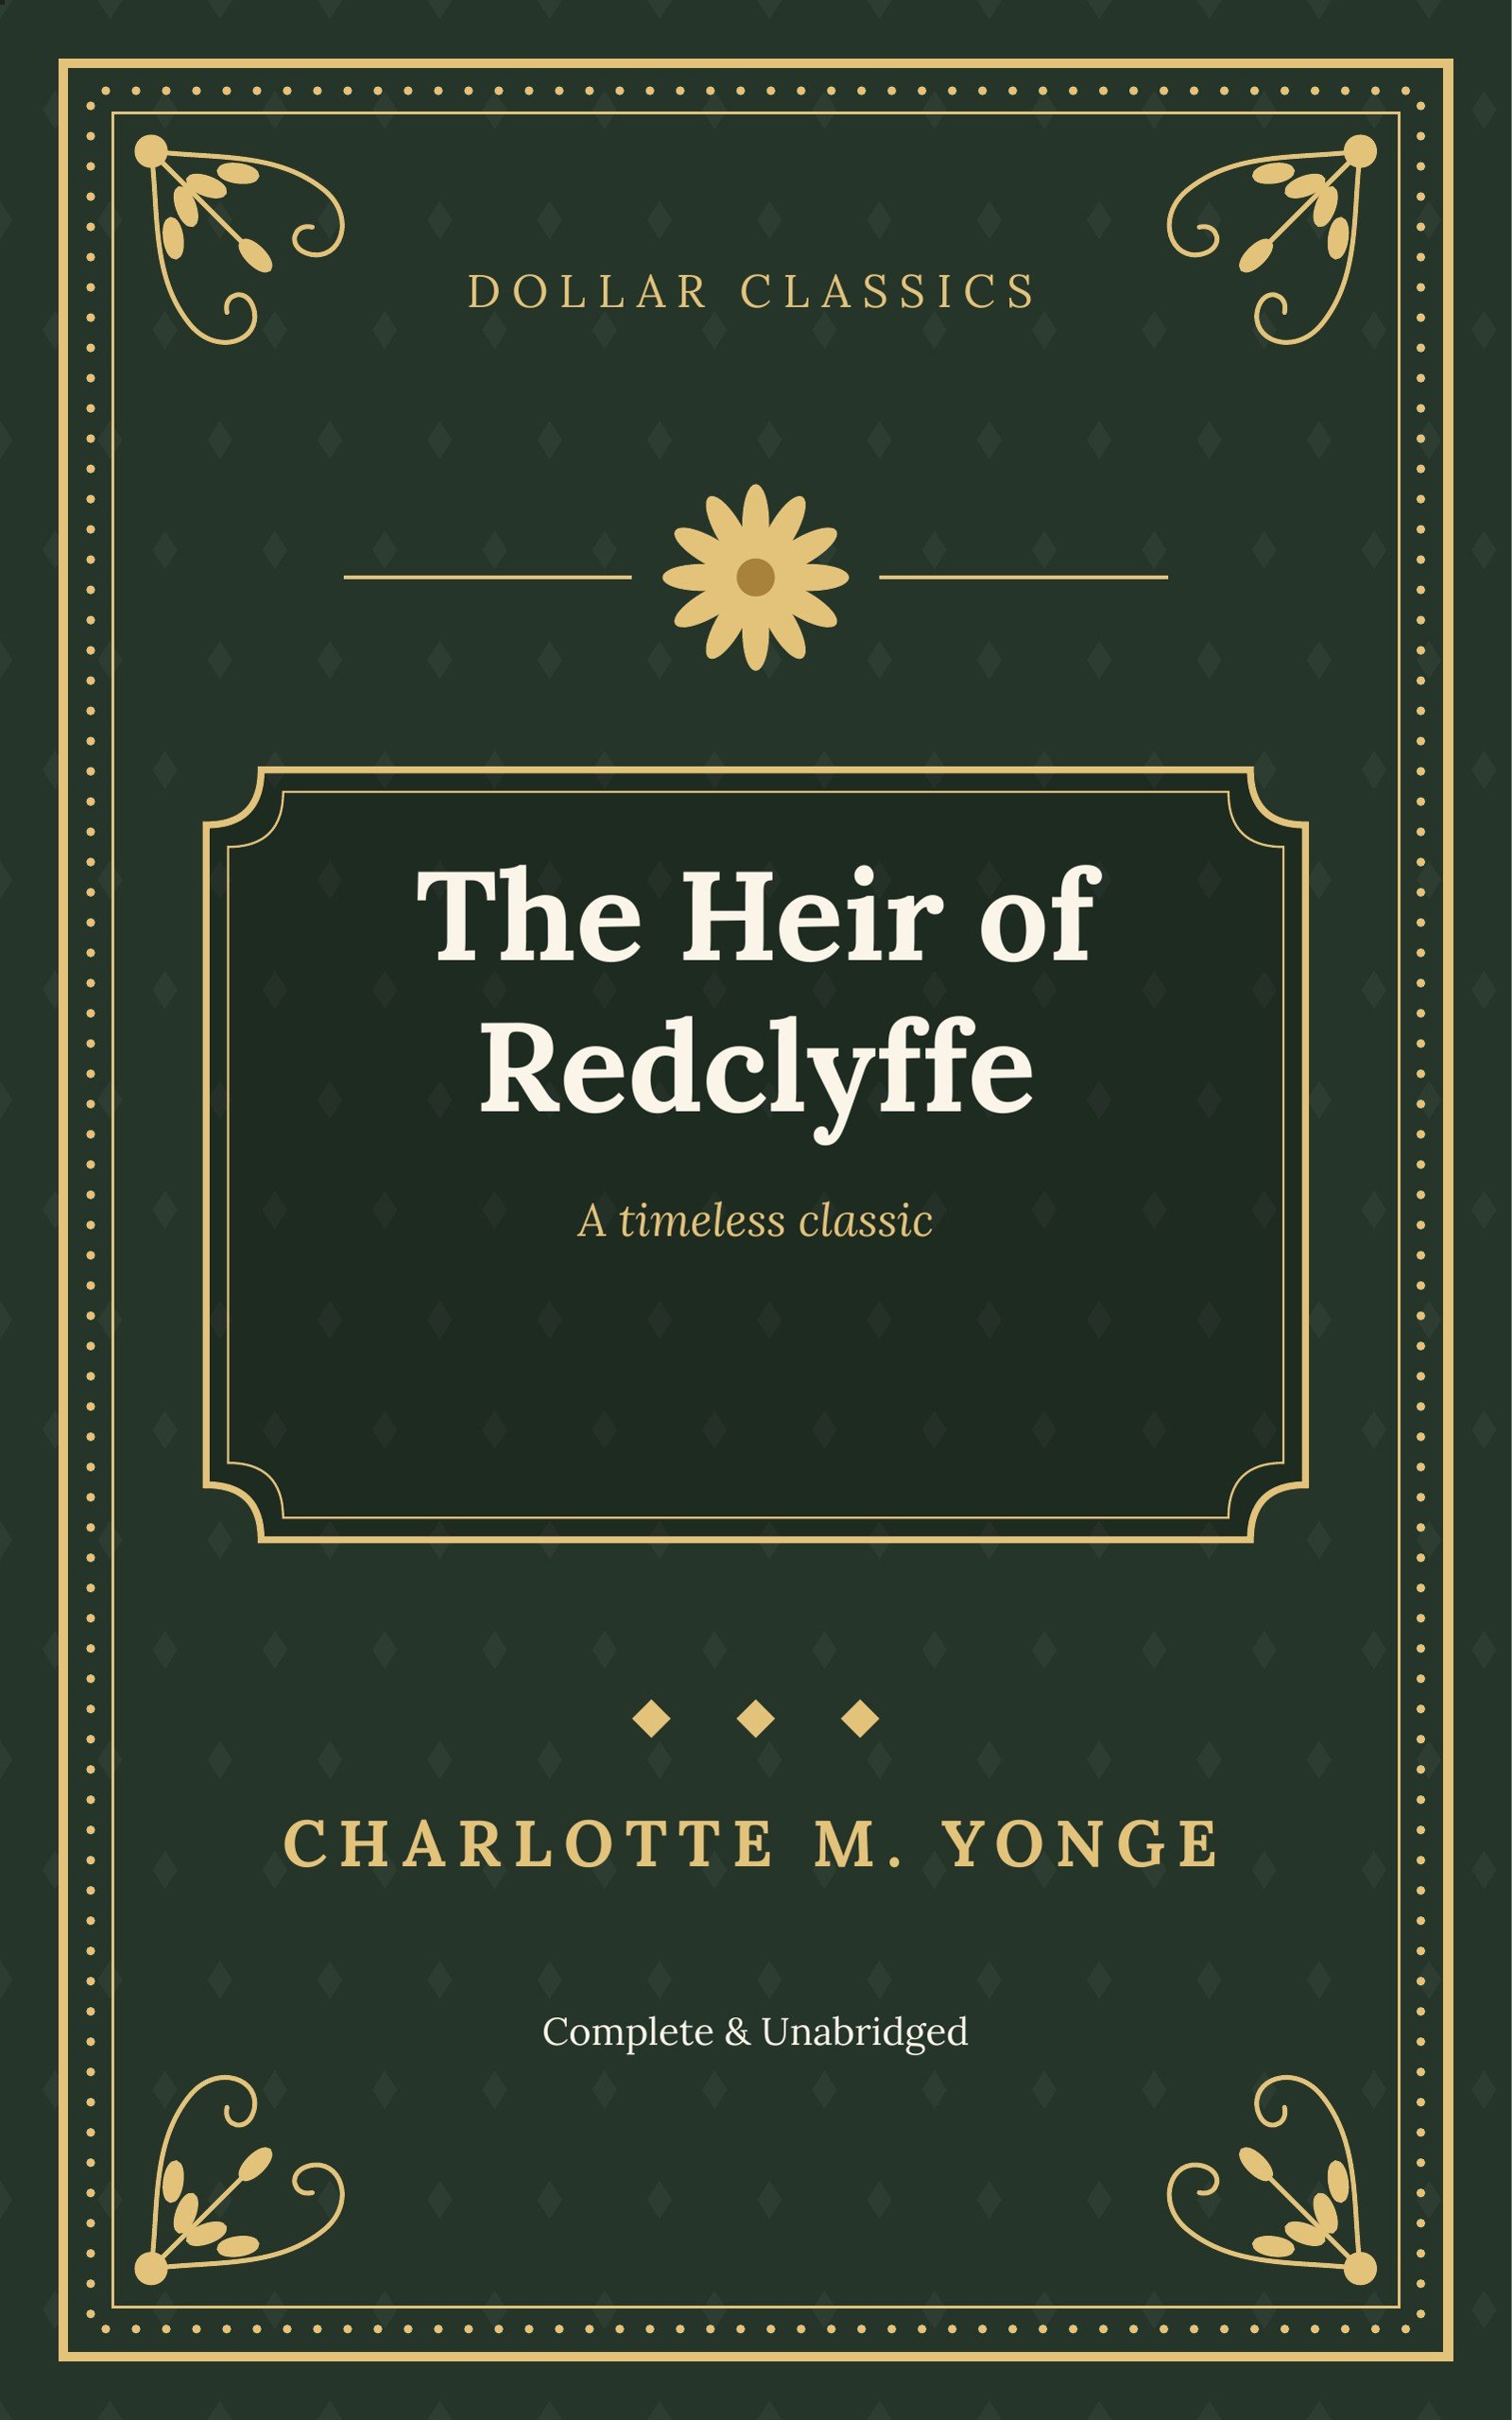 DOLLAR CLASSICS
The Heir of
Redclyffe
A timeless classic
CHARLOTTE M. YONGE
Complete & Unabridged